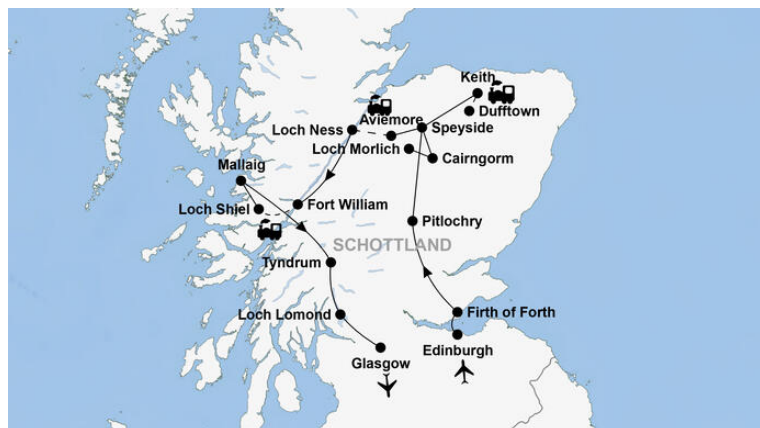 Keith
Dufftown
Aviemore
Speyside
Loch Ness
Loch Morlich
Cairngorm
Mallaig
Loch Shiel
Fort William
Pitlochry
SCHOTTLAND
Tyndrum
Loch Lomond
Firth of Forth
Edinburgh
Glasgow